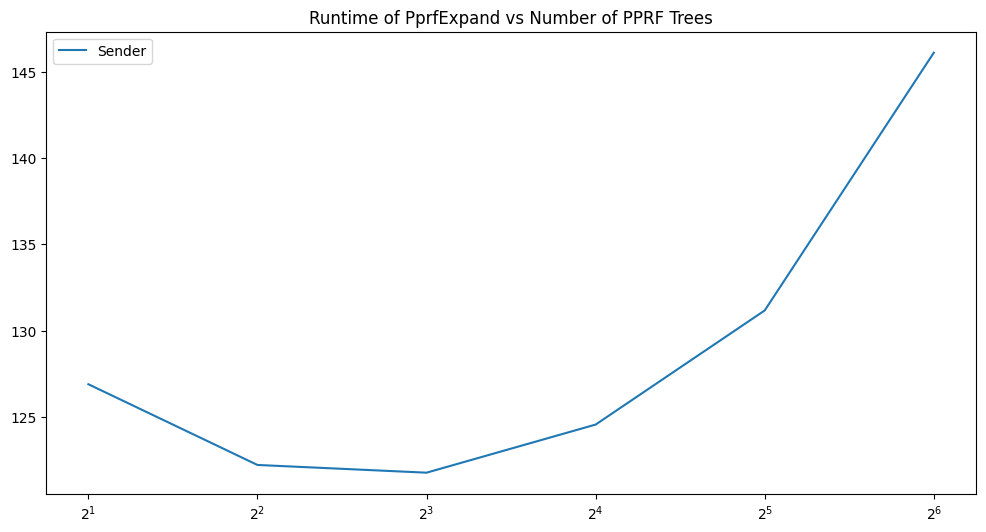 Runtime of PprfExpand vs Number of PPRF Trees
Sender
145
140
135
130
125
2¹ 2² 2³ 2⁴ 2⁵ 2⁶